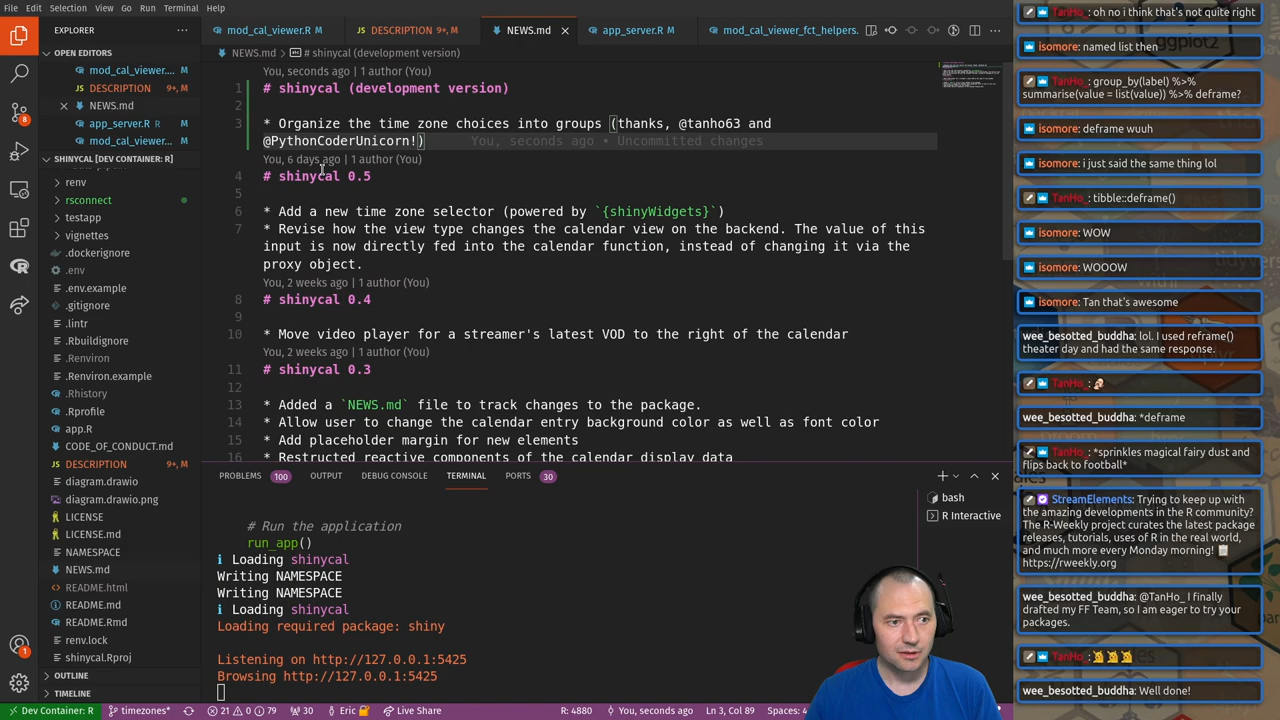 File Edit Selection View Go Run Terminal Help
EXPLORER
OPEN EDITORS
mod_cal_viewer.... M
DESCRIPTION 9+, M
NEWS.md M
app_server.R R
mod_cal_viewer.... M
SHINYCAL [DEV CONTAINER: R]
renv
rsconnect
testapp
vignettes
.dockerignore
.env
.env.example
.gitignore
.lintr
.Rbuildignore
.Renviron
.Renviron.example
.Rhistory
.Rprofile
app.R
CODE_OF_CONDUCT.md
DESCRIPTION 9+, M
diagram.drawio
diagram.drawio.png
LICENSE
LICENSE.md
NAMESPACE
NEWS.md
README.html
README.md
README.Rmd
renv.lock
shinycal.Rproj
OUTLINE
TIMELINE
8
1
mod_cal_viewer.R M
DESCRIPTION 9+, M
NEWS.md M
app_server.R R
mod_cal_viewer_fct_helpers.
NEWS.md > # shinycal (development version)
You, seconds ago | 1 author (You)
1 # shinycal (development version)
2
3 * Organize the time zone choices into groups (thanks, @tanho63 and
@PythonCoderUnicorn!) You, seconds ago • Uncommitted changes
You, 6 days ago | 1 author (You)
4 # shinycal 0.5
5
6 * Add a new time zone selector (powered by `{shinyWidgets}`)
7 * Revise how the view type changes the calendar view on the backend. The value of this
input is now directly fed into the calendar function, instead of changing it via the
proxy object.
You, 2 weeks ago | 1 author (You)
8 # shinycal 0.4
9
10 * Move video player for a streamer's latest VOD to the right of the calendar
You, 2 weeks ago | 1 author (You)
11 # shinycal 0.3
12
13 * Added a `NEWS.md` file to track changes to the package.
14 * Allow user to change the calendar entry background color as well as font color
15 * Add placeholder margin for new elements
16 * Restructed reactive components of the calendar display data
PROBLEMS 100 OUTPUT DEBUG CONSOLE TERMINAL PORTS 30
bash
R Interactive
# Run the application
run_app()
ℹ Loading shinycal
Writing NAMESPACE
Writing NAMESPACE
ℹ Loading shinycal
Loading required package: shiny
Listening on http://127.0.0.1:5425
Browsing http://127.0.0.1:5425
Dev Container: R timezones* 21 0 79 30 Eric Live Share R: 4880 You, seconds ago Ln 3, Col 89 Spaces: 4
TanHo_: oh no i think that's not quite right
isomore: named list then
TanHo_: group_by(label) %>%
summarise(value = list(value)) %>% deframe?
isomore: deframe wuuh
isomore: i just said the same thing lol
TanHo_: tibble::deframe()
isomore: WOW
isomore: WOOOW
isomore: Tan that's awesome
wee_besotted_buddha: lol. I used reframe()
theater day and had the same response.
TanHo_:
wee_besotted_buddha: *deframe
TanHo_: *sprinkles magical fairy dust and
flips back to football*
StreamElements: Trying to keep up with
the amazing developments in the R community?
The R-Weekly project curates the latest package
releases, tutorials, uses of R in the real world,
and much more every Monday morning!
https://rweekly.org
wee_besotted_buddha: @TanHo_ I finally
drafted my FF Team, so I am eager to try your
packages.
TanHo_:
wee_besotted_buddha: Well done!
ggplot2